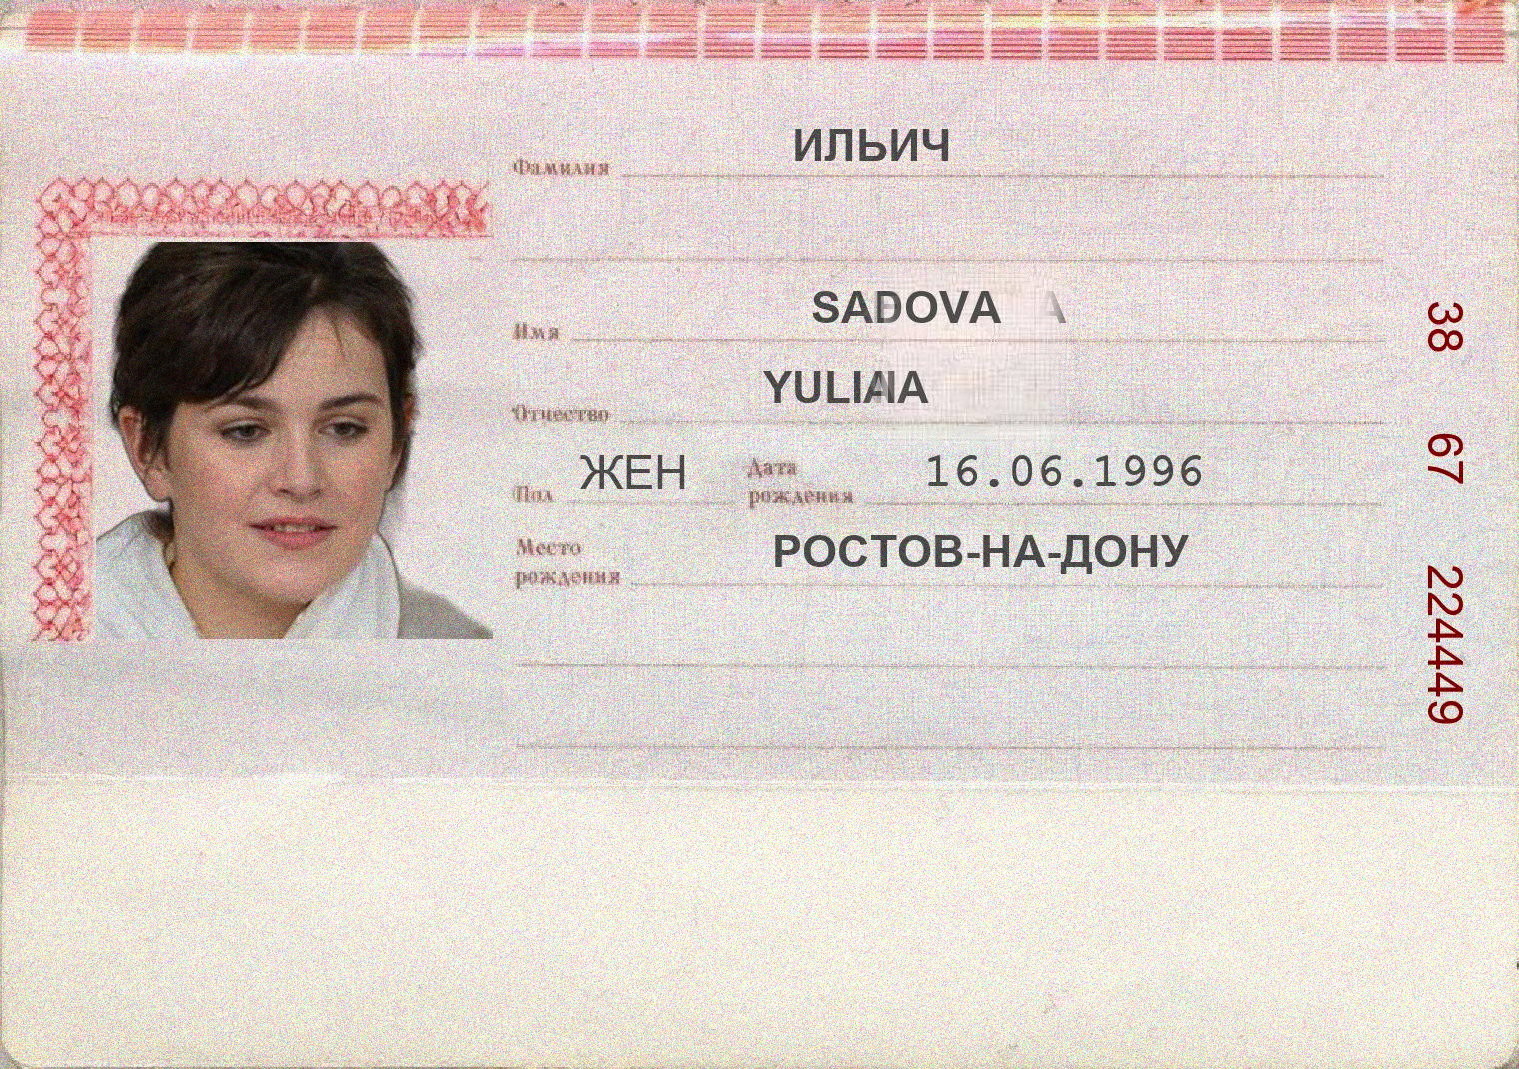 Фамилия ИЛЬИЧ
Имя SADOVA
Отчество YULIA
Пол ЖЕН Дата рождения 16.06.1996
Место рождения РОСТОВ-НА-ДОНУ
38 67 224449